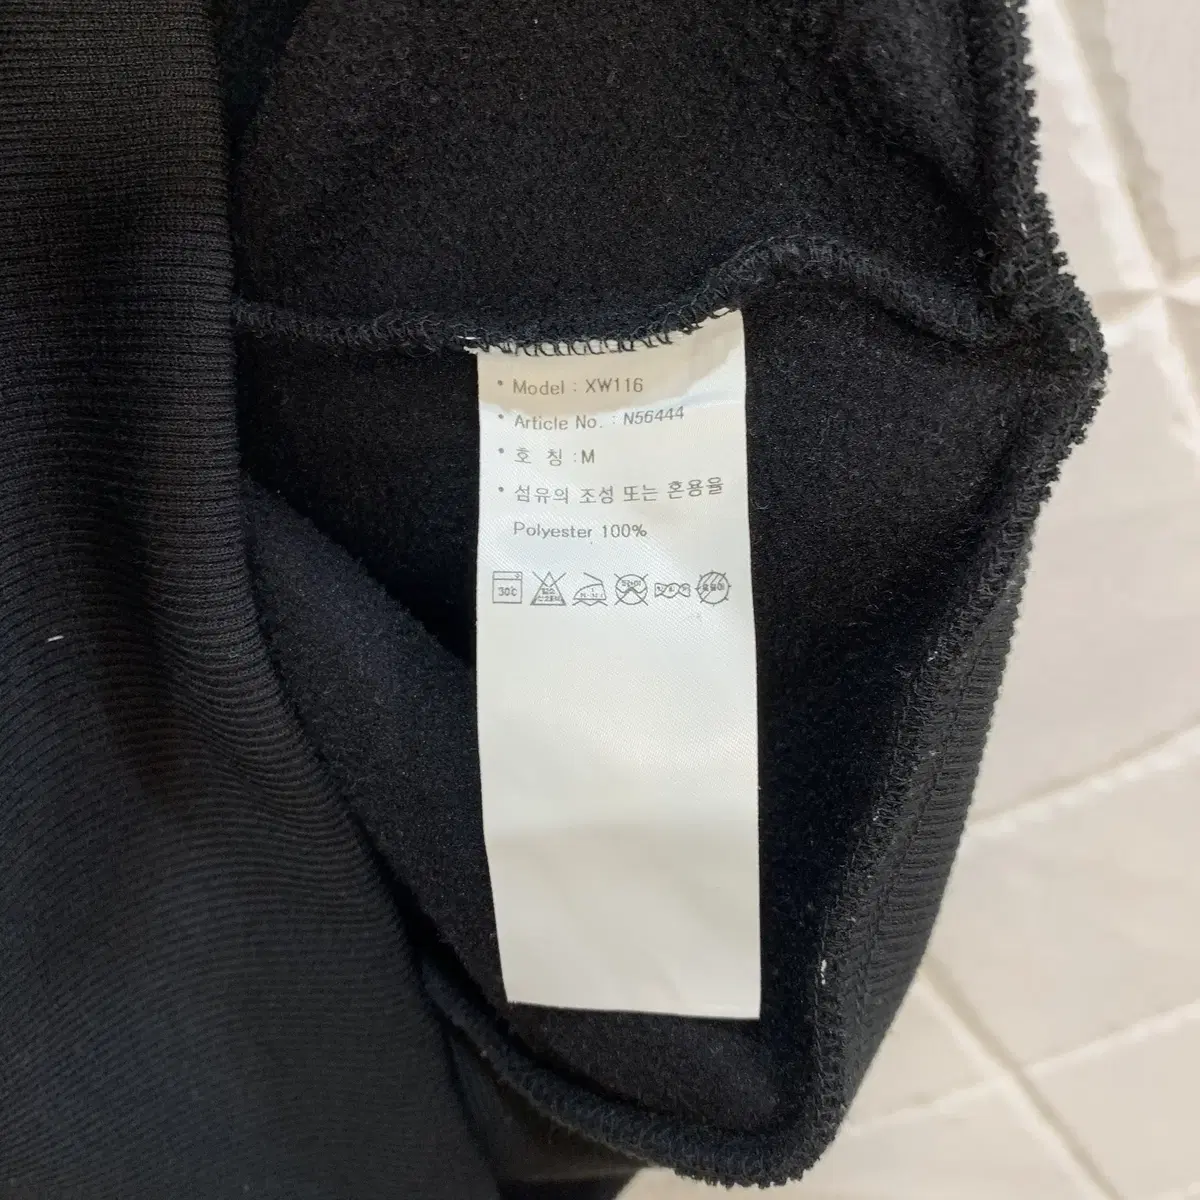 • Model : XW116
• Article No. : N56444
• 호 칭 : M
• 섬유의 조성 또는 혼용율
Polyester 100%
30℃